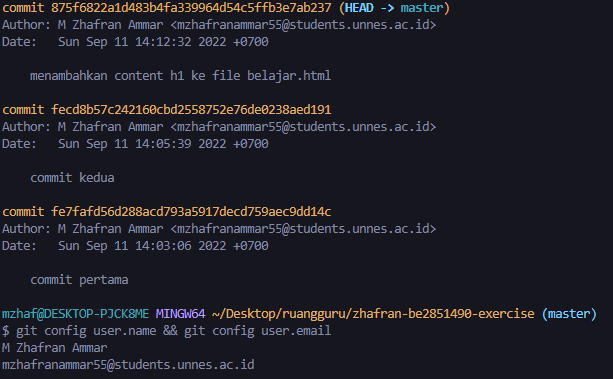 commit 875f6822a1d483b4fa339964d54c5ffb3e7ab237 (HEAD -> master)
Author: M Zhafran Ammar <mzhafranammar55@students.unnes.ac.id>
Date:   Sun Sep 11 14:12:32 2022 +0700
    menambahkan content h1 ke file belajar.html
commit fecd8b57c242160cbd2558752e76de0238aed191
Author: M Zhafran Ammar <mzhafranammar55@students.unnes.ac.id>
Date:   Sun Sep 11 14:05:39 2022 +0700
    commit kedua
commit fe7fafd56d288acd793a5917decd759aec9dd14c
Author: M Zhafran Ammar <mzhafranammar55@students.unnes.ac.id>
Date:   Sun Sep 11 14:03:06 2022 +0700
    commit pertama
mzhaf@DESKTOP-PJCK8ME MINGW64 ~/Desktop/ruangguru/zhafran-be2851490-exercise (master)
$ git config user.name && git config user.email
M Zhafran Ammar
mzhafranammar55@students.unnes.ac.id